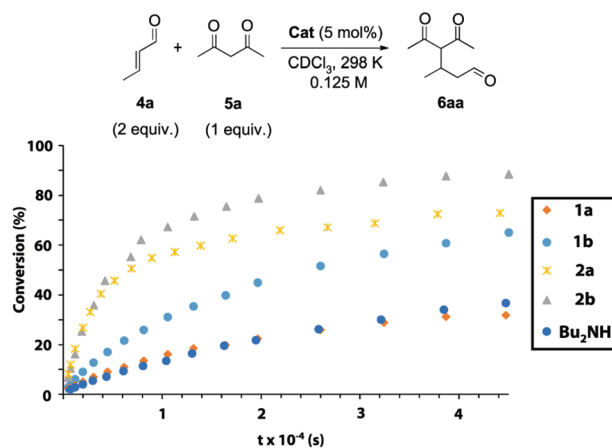 O
O
O
O
O
O
+
Cat (5 mol%)
CDCl₃, 298 K
0.125 M
4a
5a
6aa
(2 equiv.)
(1 equiv.)
Conversion (%)
100
80
60
40
20
0
1
2
3
4
t x 10⁻⁴ (s)
1a
1b
2a
2b
Bu₂NH